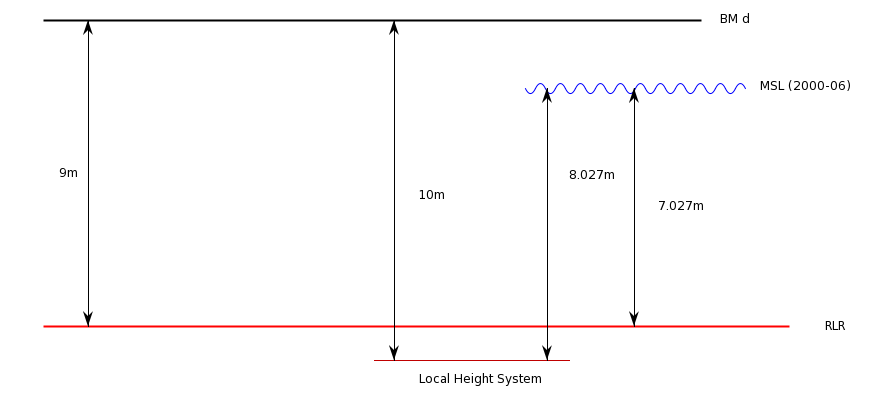 BM d
MSL (2000-06)
9m
8.027m
10m
7.027m
RLR
Local Height System